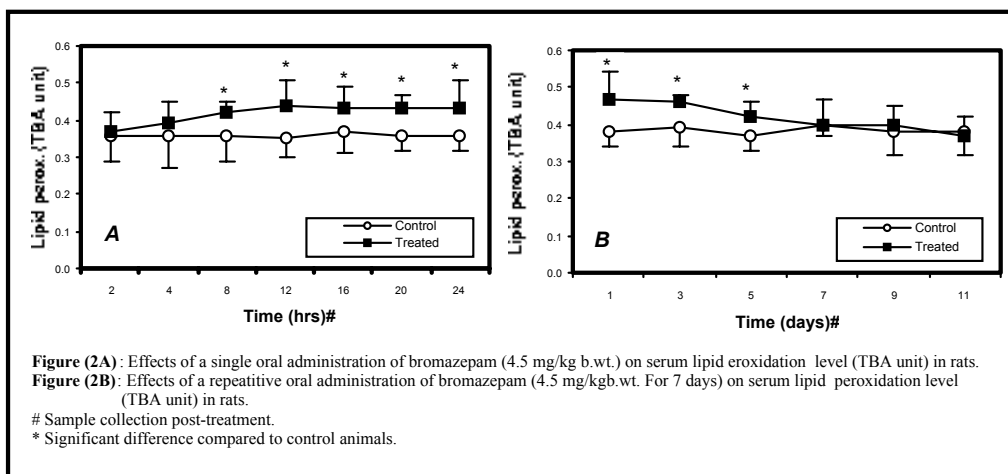 0.6
0.5
0.4
0.3
0.2
0.1
0.0
Lipid perox. (TBA unit)
*
*
*
*
*
A
Control
Treated
2 4 8 12 16 20 24
Time (hrs)#
0.6
0.5
0.4
0.3
0.2
0.1
0.0
Lipid perox. (TBA unit)
*
*
*
B
Control
Treated
1 3 5 7 9 11
Time (days)#
Figure (2A): Effects of a single oral administration of bromazepam (4.5 mg/kg b.wt.) on serum lipid eroxidation level (TBA unit) in rats.
Figure (2B): Effects of a repeatitive oral administration of bromazepam (4.5 mg/kgb.wt. For 7 days) on serum lipid peroxidation level
(TBA unit) in rats.
# Sample collection post-treatment.
* Significant difference compared to control animals.